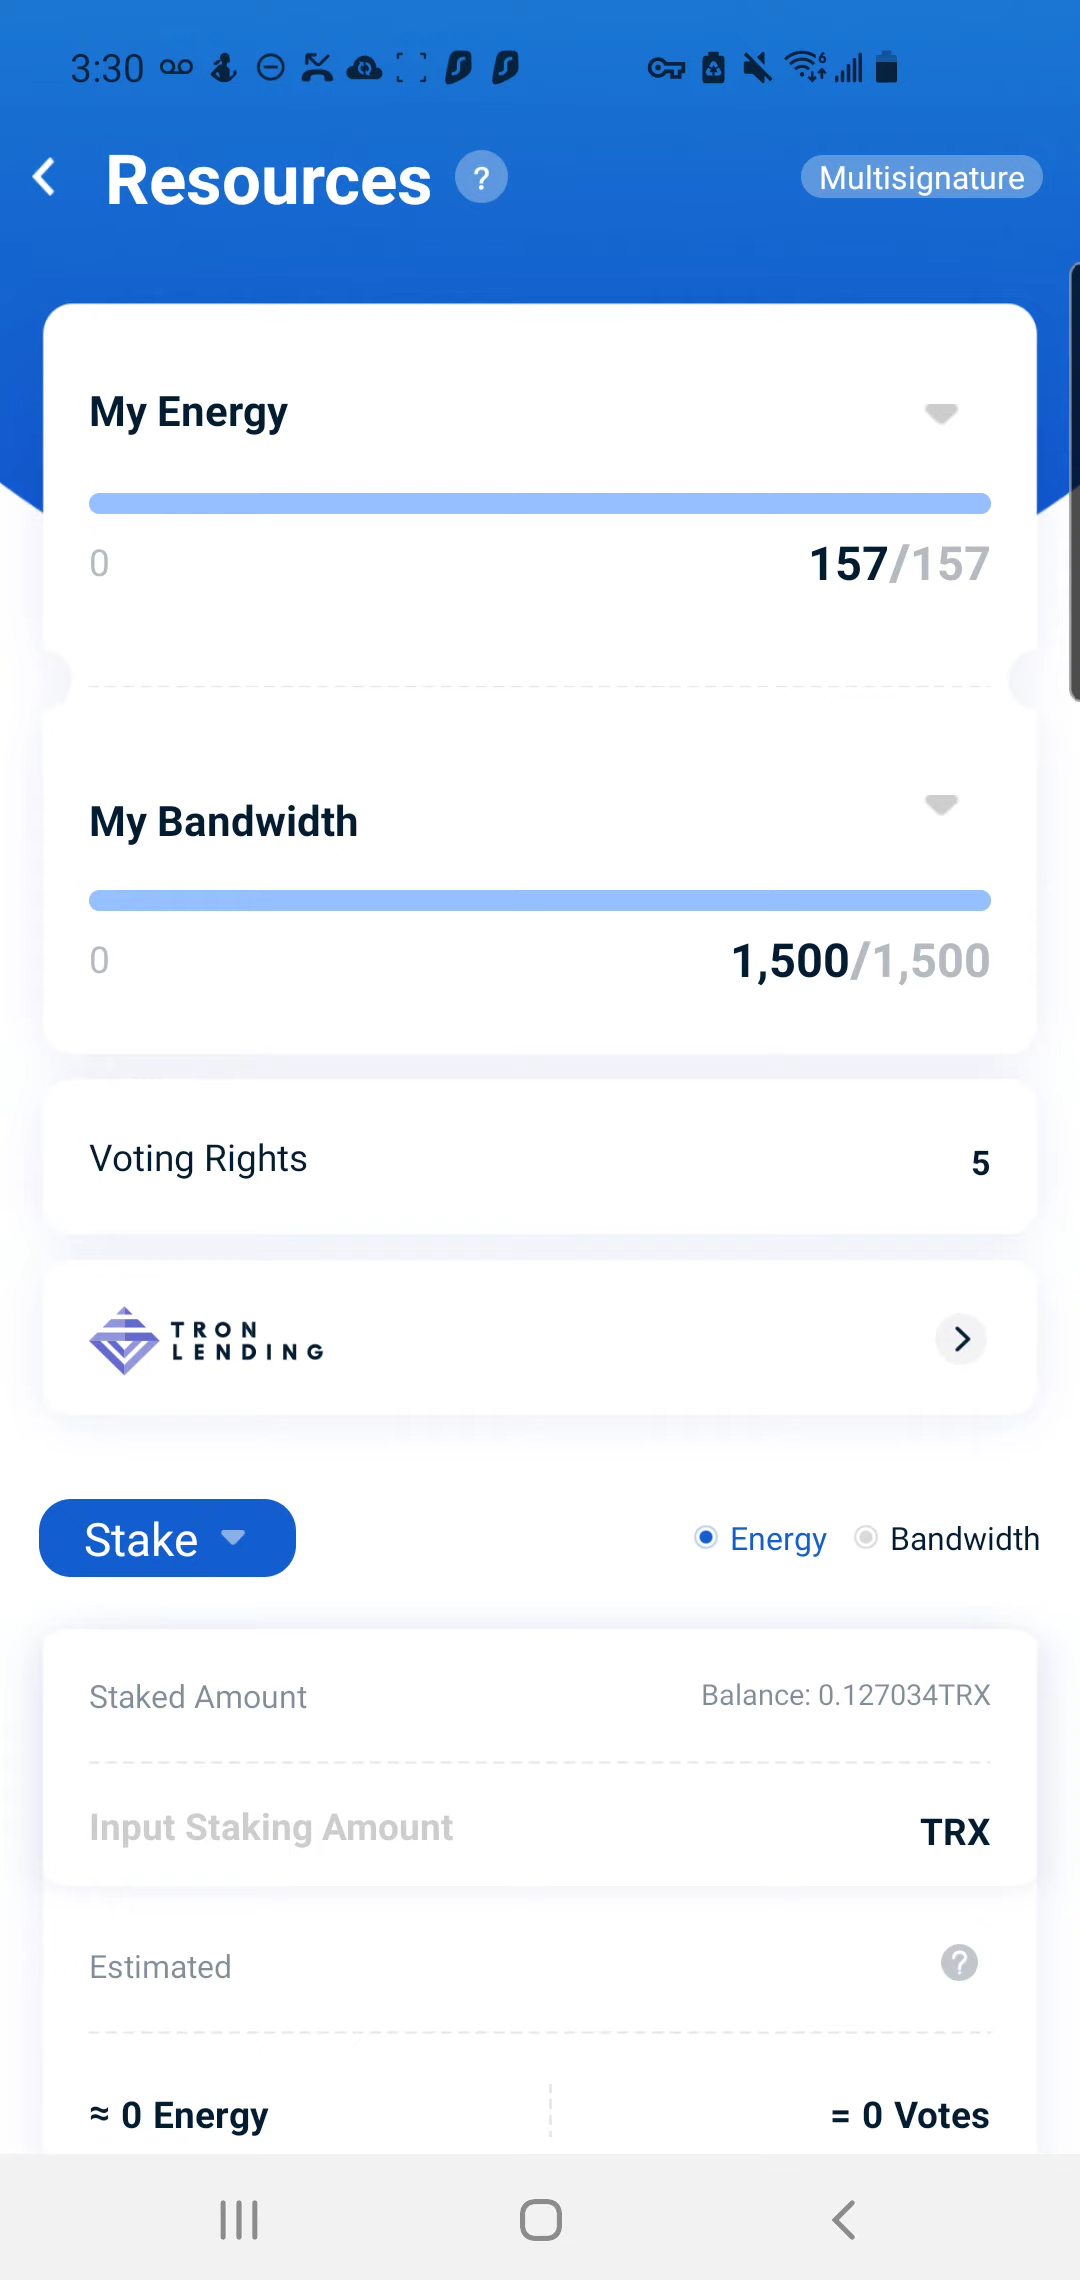 3:30
Resources ?
Multisignature
My Energy
0
157/157
My Bandwidth
0
1,500/1,500
Voting Rights
5
TRON
LENDING
Stake
Energy
Bandwidth
Staked Amount
Balance: 0.127034TRX
Input Staking Amount
TRX
Estimated
?
≈ 0 Energy
= 0 Votes